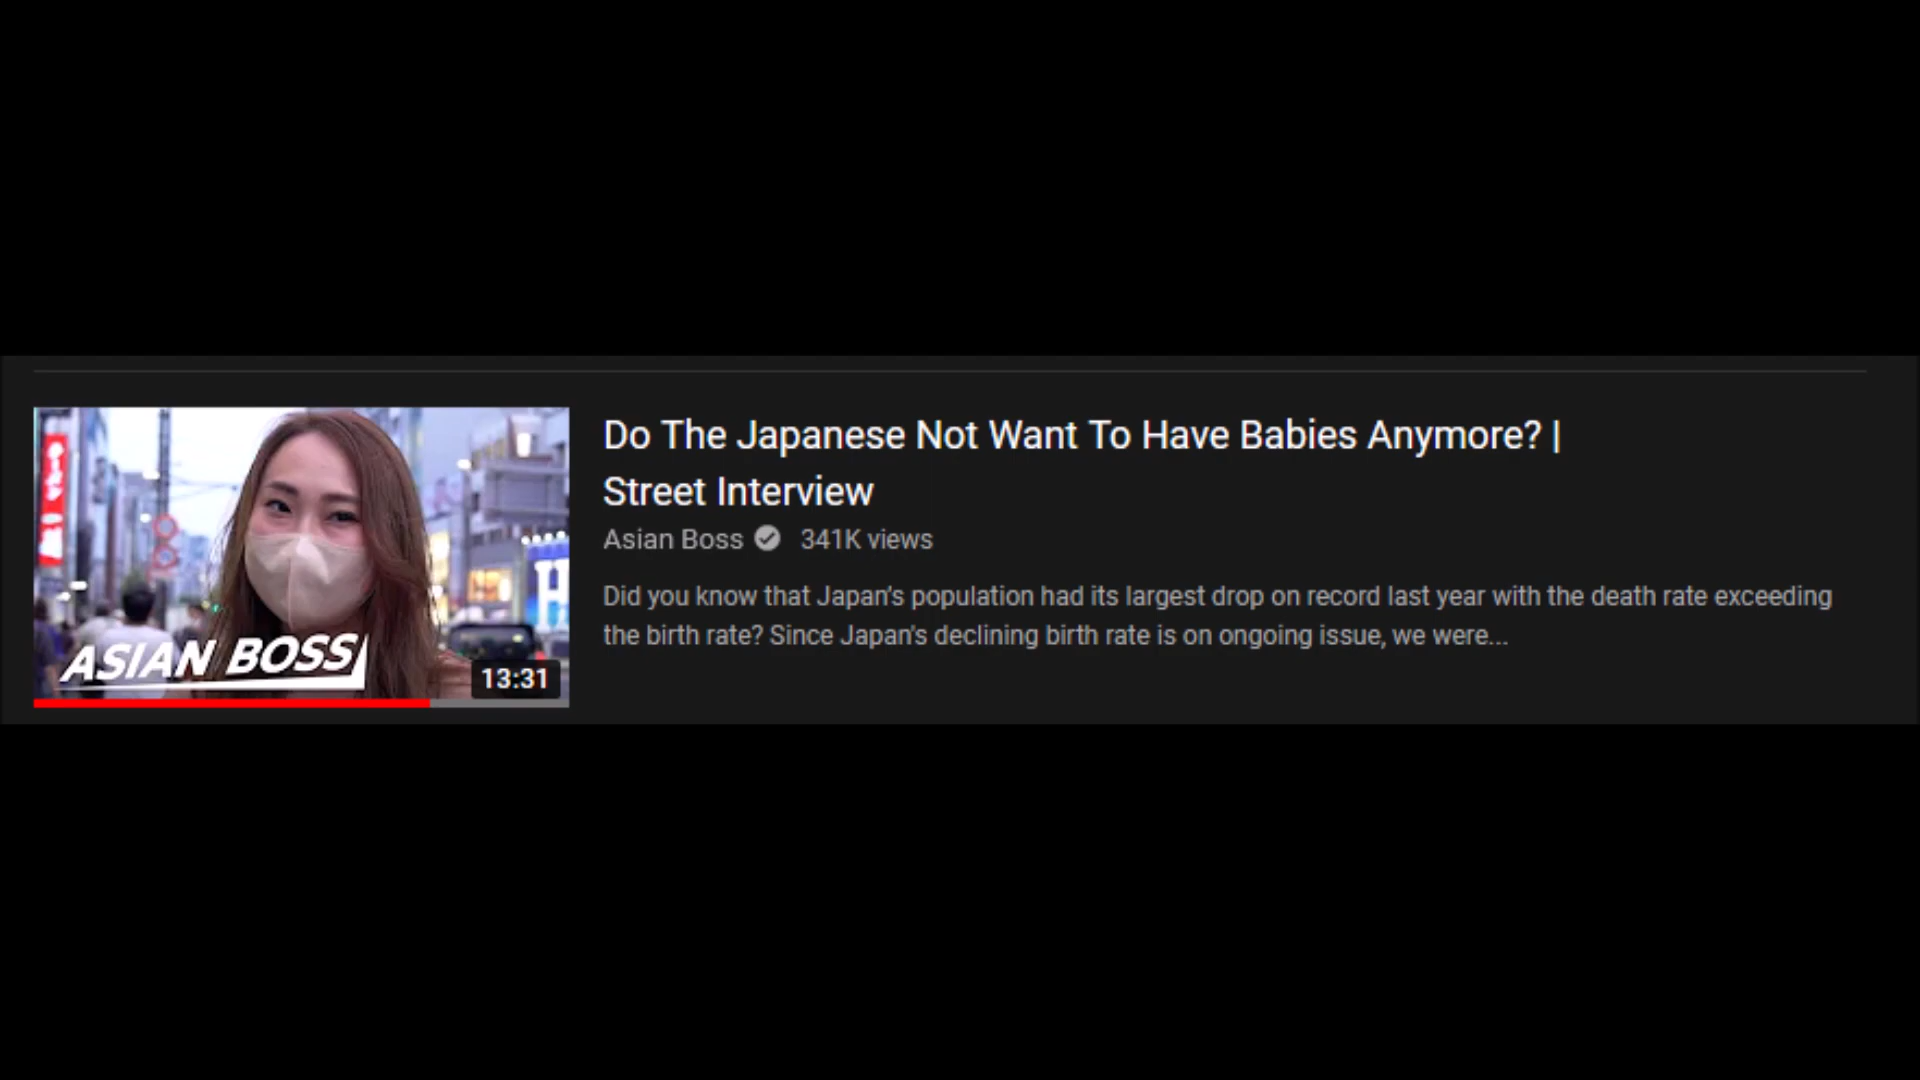 Do The Japanese Not Want To Have Babies Anymore? |
Street Interview
Asian Boss 341K views
Did you know that Japan's population had its largest drop on record last year with the death rate exceeding
the birth rate? Since Japan's declining birth rate is on ongoing issue, we were...
ASIAN BOSS
13:31